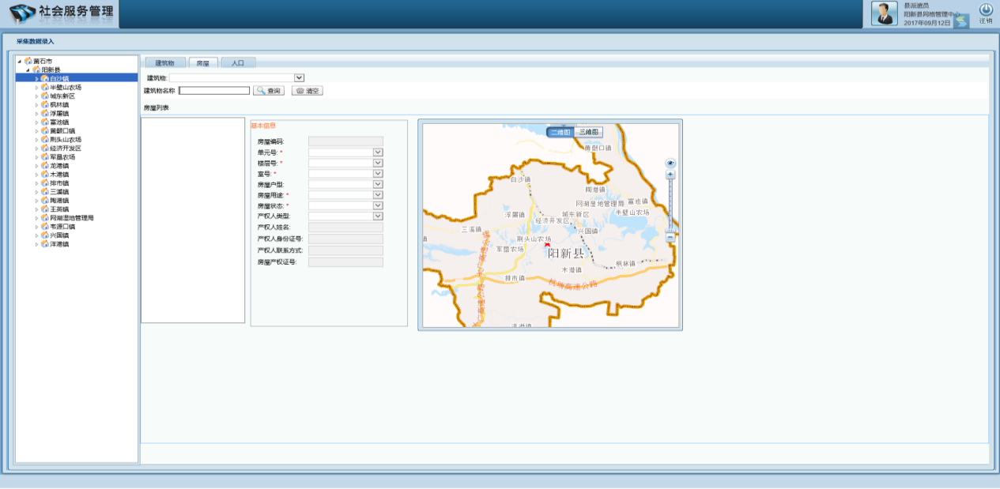 社会服务管理
县派遣员
阳新县网格管理中心
2017年09月12日
注销
采集数据录入
黄石市
阳新县
白沙镇
半壁山农场
城东新区
枫林镇
浮屠镇
富池镇
黄颡口镇
荆头山农场
经济开发区
军垦农场
龙港镇
木港镇
排市镇
三溪镇
陶港镇
王英镇
网湖湿地管理局
韦源口镇
兴国镇
洋港镇
建筑物 房屋 人口
建筑物:
建筑物名称 查询 清空
房屋列表
基本信息
房屋编码:
单元号: *
楼层号: *
室号: *
房屋户型:
房屋用途: *
房屋状态: *
产权人类型:
产权人姓名:
产权人身份证号:
产权人联系方式:
房屋产权证号:
二维图 三维图
黄颡口镇
白沙镇
陶港镇
网湖湿地管理局 富池镇
浮屠镇 城东新区 半壁山农场
经济开发区
三溪镇 兴国镇
镇 荆头山农场
军垦农场 阳新县
枫林镇
木港镇
排市镇
杭瑞高速公路
洋港镇